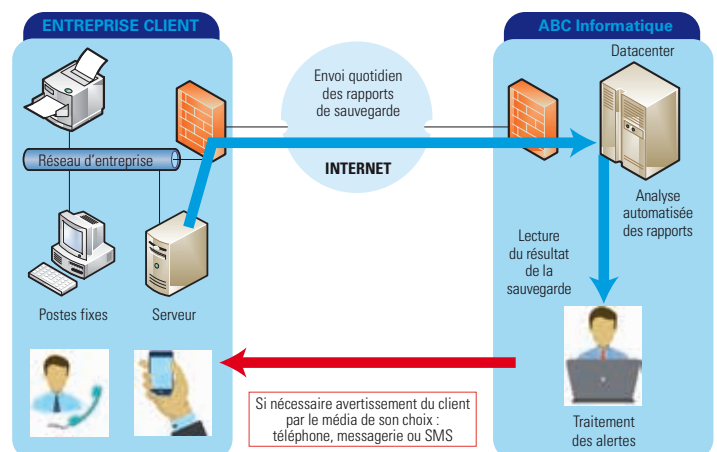 ENTREPRISE CLIENT
ABC Informatique
Datacenter
Envoi quotidien
des rapports
de sauvegarde
Réseau d'entreprise
INTERNET
Analyse
automatisée
des rapports
Lecture
du résultat
de la
sauvegarde
Postes fixes
Serveur
Si nécessaire avertissement du client
par le média de son choix :
téléphone, messagerie ou SMS
Traitement
des alertes